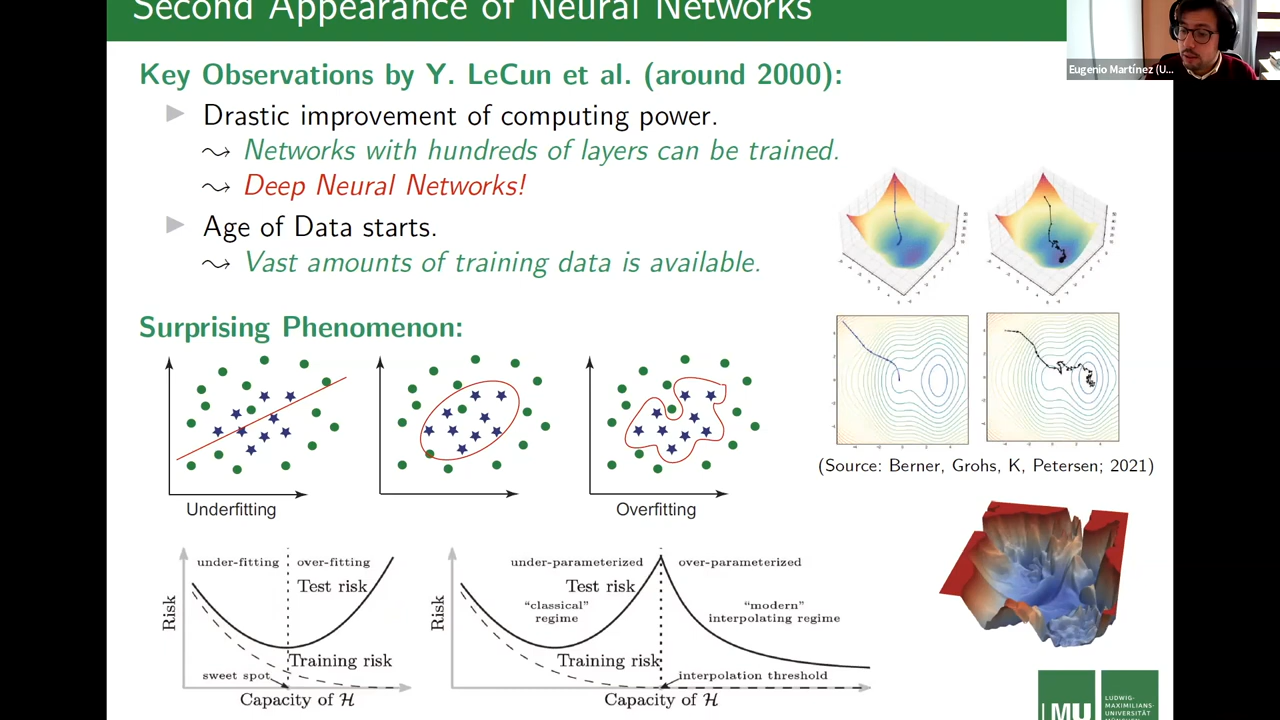 Second Appearance of Neural Networks
Eugenio Martínez (U...
Key Observations by Y. LeCun et al. (around 2000):
Drastic improvement of computing power.
Networks with hundreds of layers can be trained.
Deep Neural Networks!
Age of Data starts.
Vast amounts of training data is available.
Surprising Phenomenon:
(Source: Berner, Grohs, K, Petersen; 2021)
Underfitting
Overfitting
under-fitting
over-fitting
Test risk
Risk
Training risk
sweet spot
Capacity of ℋ
under-parameterized
over-parameterized
Test risk
"classical"
regime
"modern"
interpolating regime
Risk
Training risk
interpolation threshold
Capacity of ℋ
LMU
LUDWIG-
MAXIMILIANS-
UNIVERSITÄT